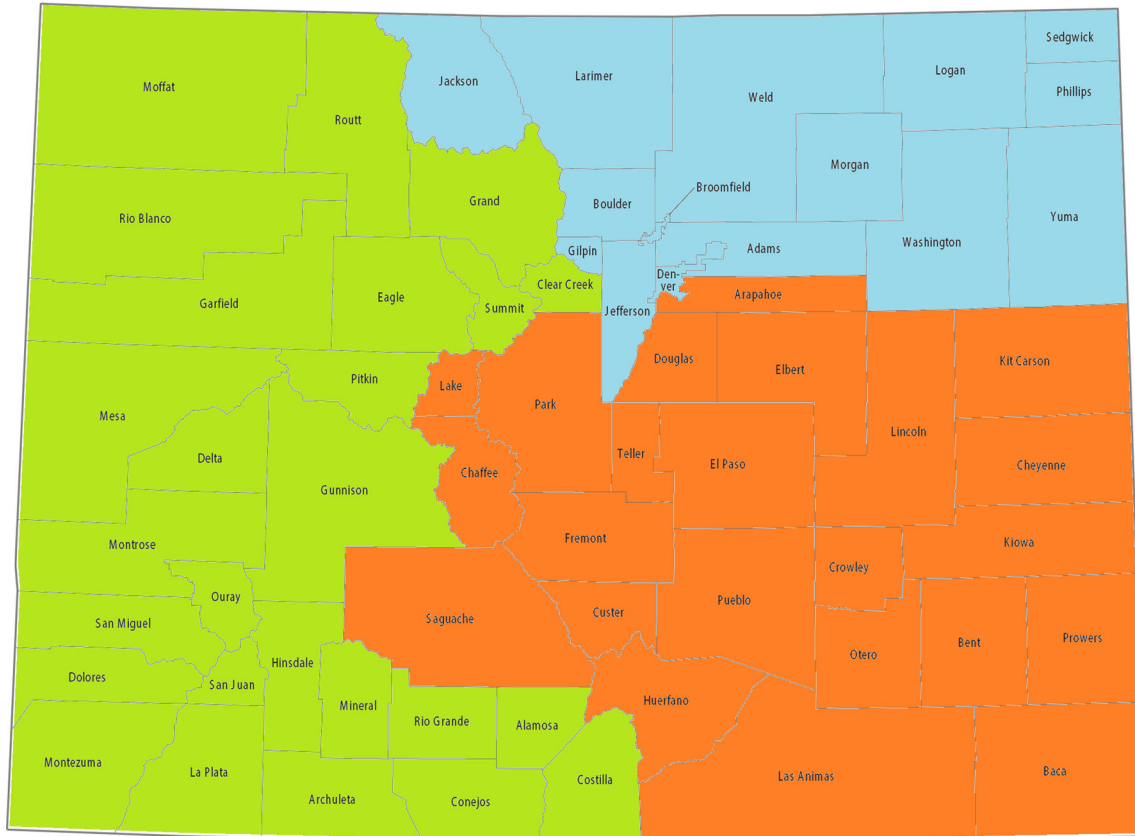 Sedgwick
Logan
Larimer
Jackson
Moffat
Phillips
Weld
Routt
Morgan
Broomfield
Grand
Boulder
Rio Blanco
Yuma
Washington
Adams
Gilpin
Den-
ver
Clear Creek
Arapahoe
Eagle
Garfield
Summit
Jefferson
Douglas
Kit Carson
Elbert
Pitkin
Lake
Park
Mesa
Lincoln
Teller
Delta
El Paso
Cheyenne
Chaffee
Gunnison
Fremont
Kiowa
Montrose
Crowley
Ouray
Pueblo
Custer
Saguache
San Miguel
Prowers
Bent
Otero
Hinsdale
Dolores
San Juan
Huerfano
Mineral
Rio Grande
Alamosa
Montezuma
La Plata
Baca
Las Animas
Costilla
Archuleta
Conejos